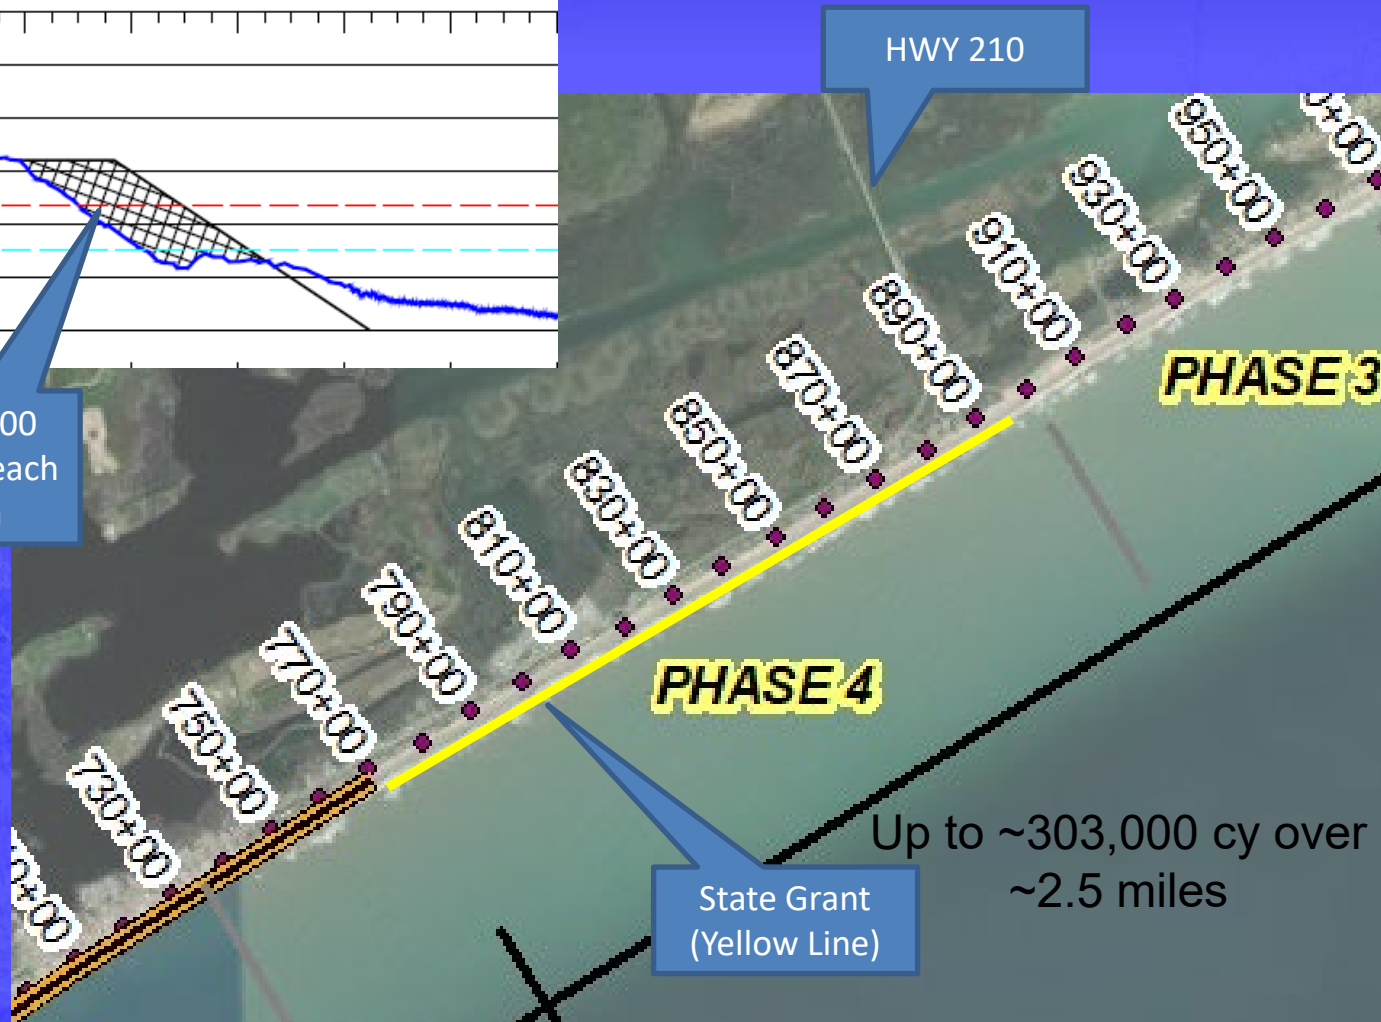 HWY 210
950+00
930+00
910+00
PHASE 3
890+00
870+00
850+00
830+00
810+00
790+00
770+00
750+00
730+00
PHASE 4
Up to ~303,000 cy over
~2.5 miles
State Grant
(Yellow Line)